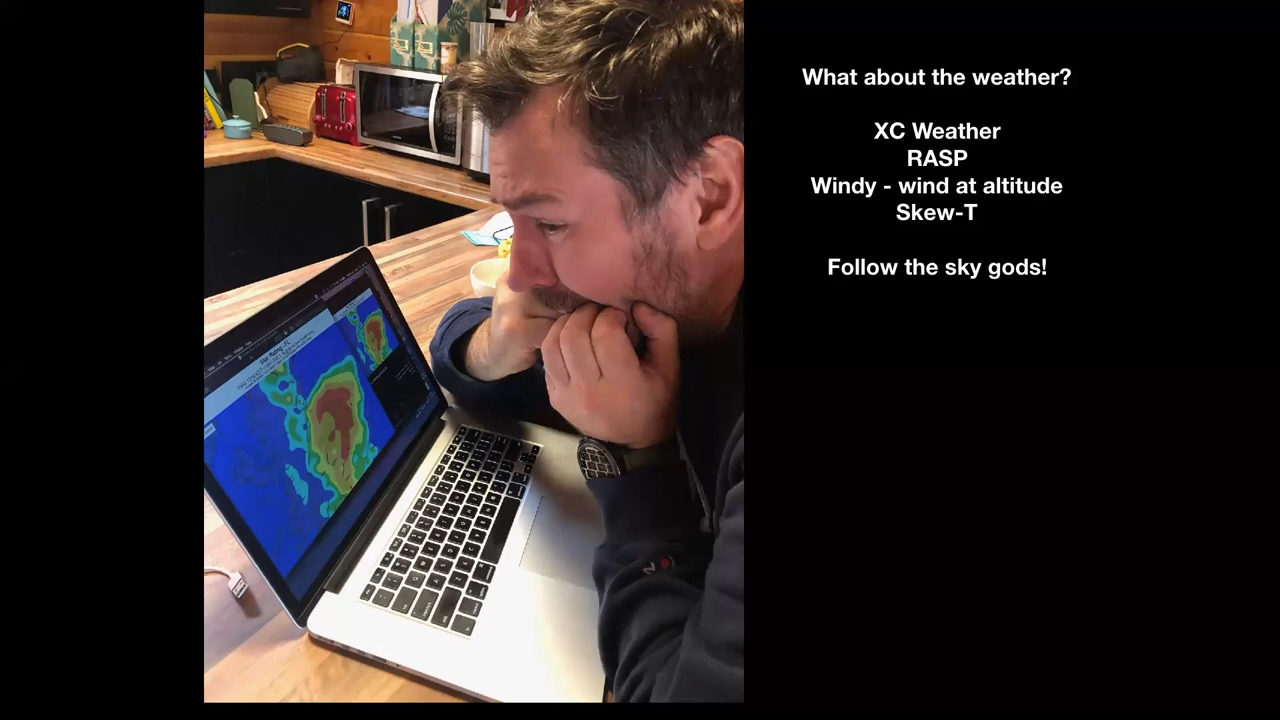 What about the weather?
XC Weather
RASP
Windy - wind at altitude
Skew-T
Follow the sky gods!